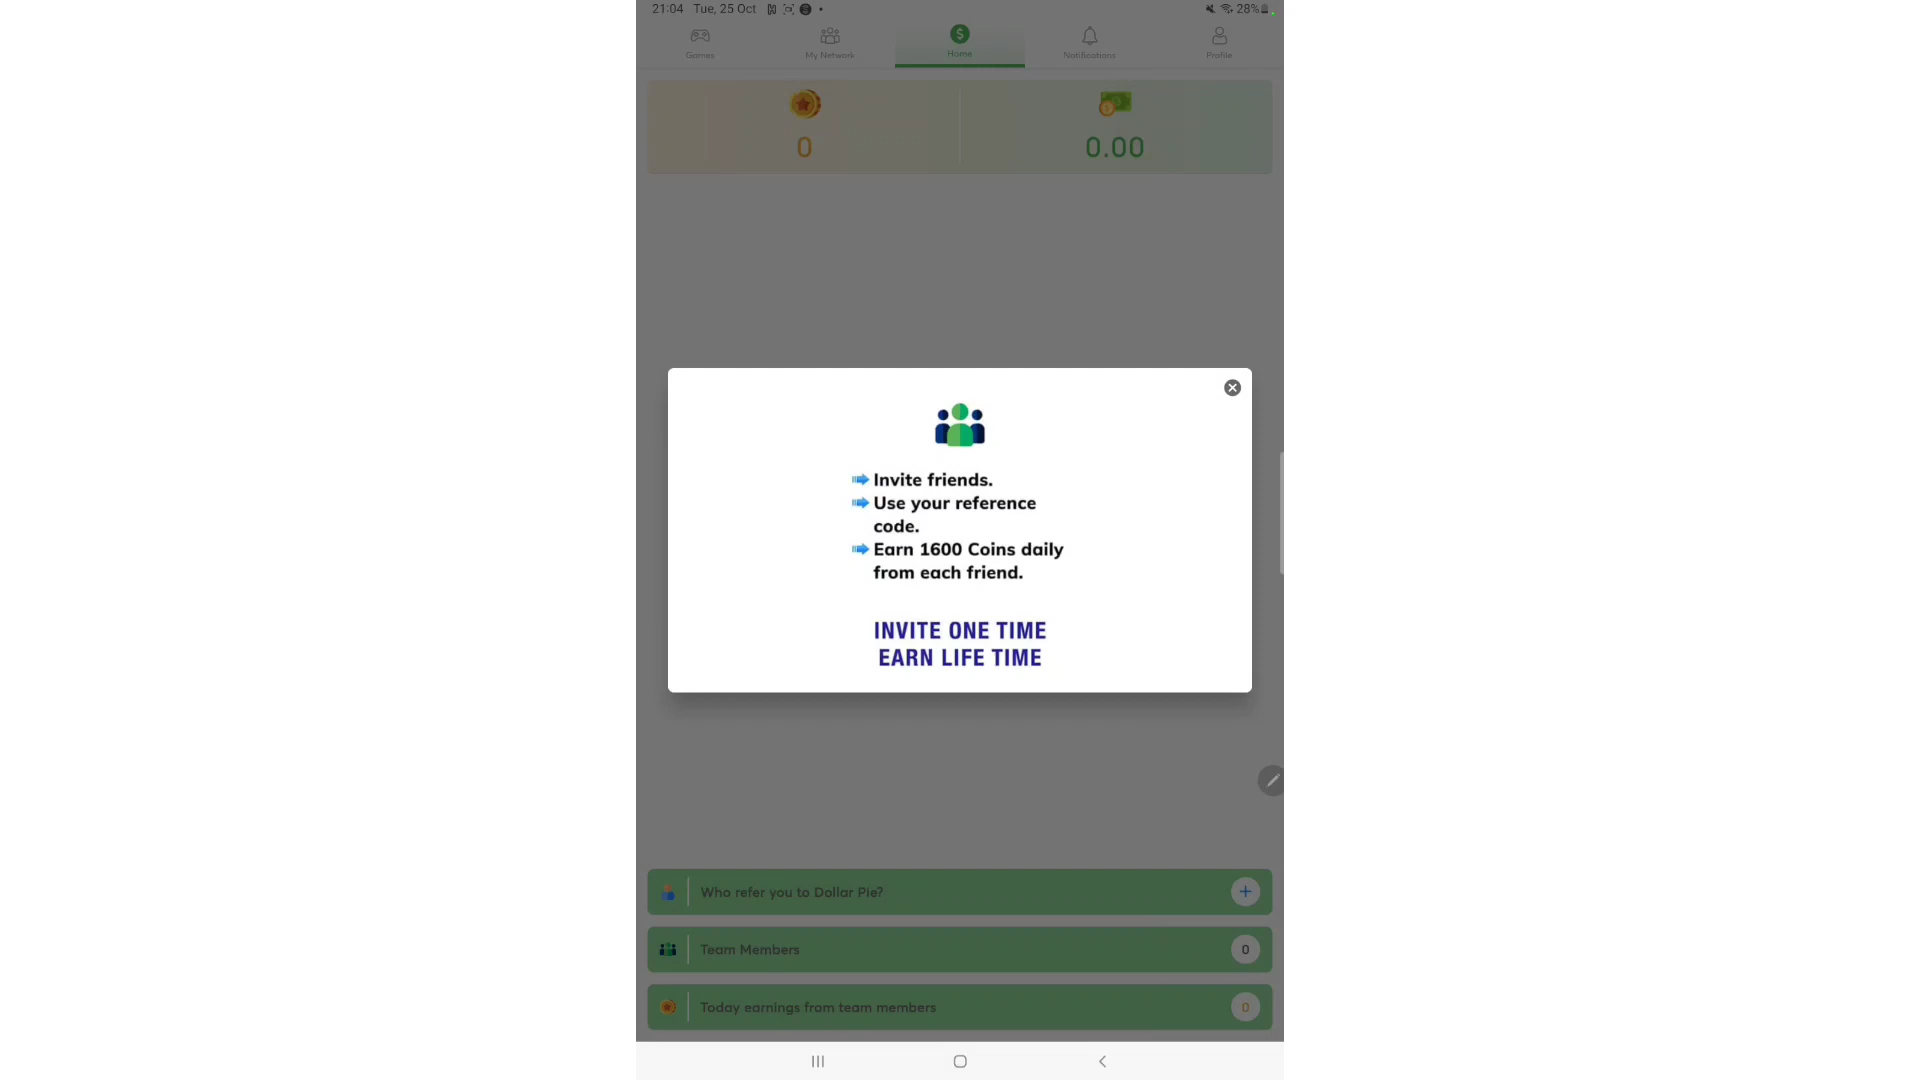 21:04 Tue, 25 Oct 28%
Games My Network Home Notifications Profile
0 0.00
Invite friends.
Use your reference
code.
Earn 1600 Coins daily
from each friend.
INVITE ONE TIME
EARN LIFE TIME
Who refer you to Dollar Pie?
Team Members 0
Today earnings from team members 0